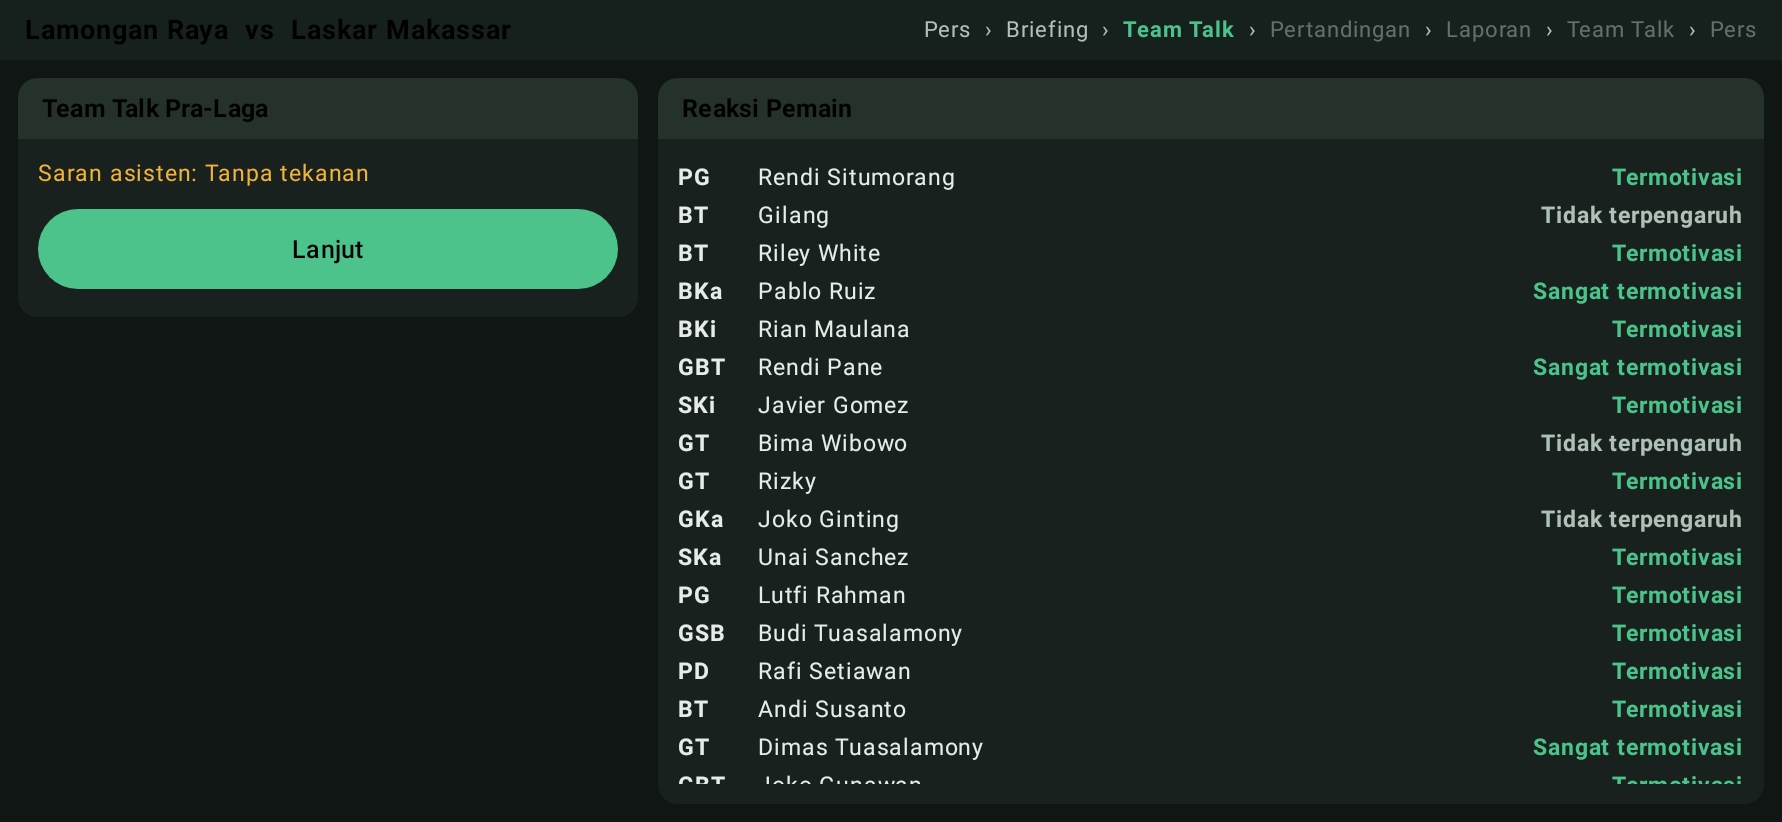 Lamongan Raya vs Laskar Makassar
Pers › Briefing › Team Talk › Pertandingan › Laporan › Team Talk › Pers
Team Talk Pra-Laga
Saran asisten: Tanpa tekanan
Lanjut
Reaksi Pemain
PG Rendi Situmorang Termotivasi
BT Gilang Tidak terpengaruh
BT Riley White Termotivasi
BKa Pablo Ruiz Sangat termotivasi
BKi Rian Maulana Termotivasi
GBT Rendi Pane Sangat termotivasi
SKi Javier Gomez Termotivasi
GT Bima Wibowo Tidak terpengaruh
GT Rizky Termotivasi
GKa Joko Ginting Tidak terpengaruh
SKa Unai Sanchez Termotivasi
PG Lutfi Rahman Termotivasi
GSB Budi Tuasalamony Termotivasi
PD Rafi Setiawan Termotivasi
BT Andi Susanto Termotivasi
GT Dimas Tuasalamony Sangat termotivasi
GBT Joko Gunawan Termotivasi